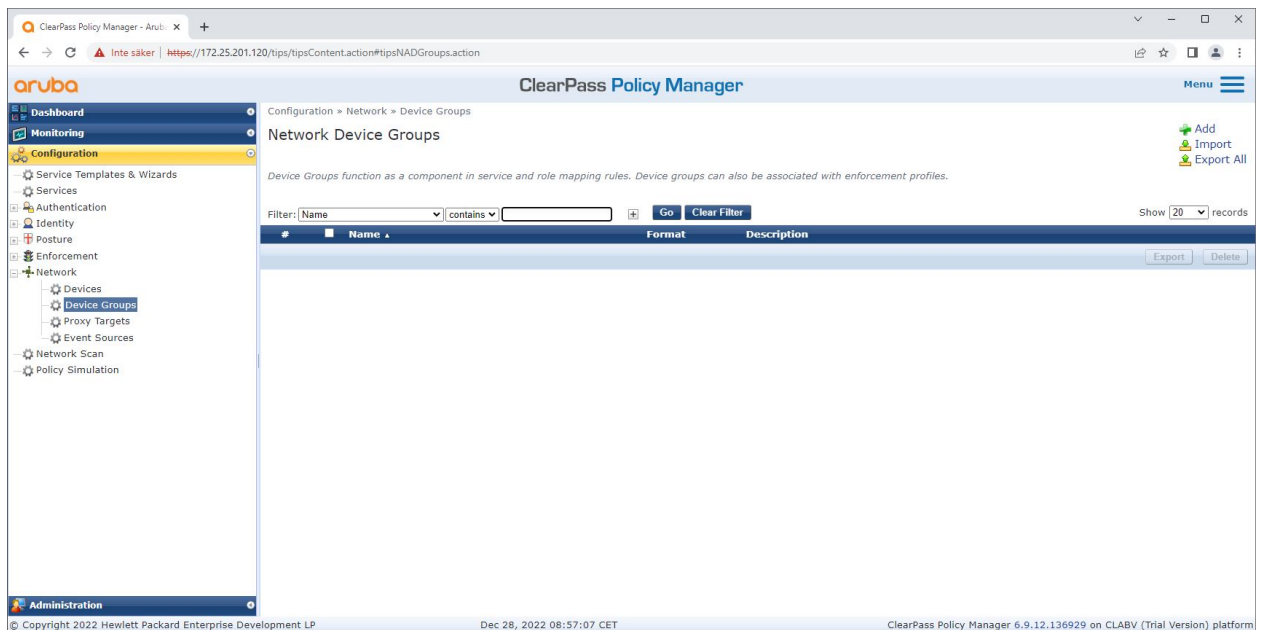 ClearPass Policy Manager - Arub
Inte säker | https://172.25.201.120/tips/tipsContent.action#tipsNADGroups.action
aruba
ClearPass Policy Manager
Menu
Dashboard
Monitoring
Configuration
Service Templates & Wizards
Services
Authentication
Identity
Posture
Enforcement
Network
Devices
Device Groups
Proxy Targets
Event Sources
Network Scan
Policy Simulation
Administration
Configuration » Network » Device Groups
Network Device Groups
Add
Import
Export All
Device Groups function as a component in service and role mapping rules. Device groups can also be associated with enforcement profiles.
Filter: Name contains + Go Clear Filter Show 20 records
# Name Format Description
Export Delete
© Copyright 2022 Hewlett Packard Enterprise Development LP Dec 28, 2022 08:57:07 CET ClearPass Policy Manager 6.9.12.136929 on CLABV (Trial Version) platform